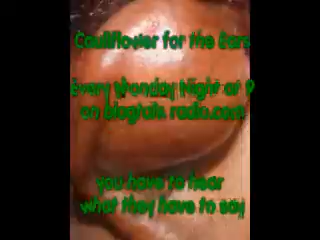 Cauliflower for the Ears
Every Monday Night at 9
on blogtalk radio.com
you have to hear
what they have to say